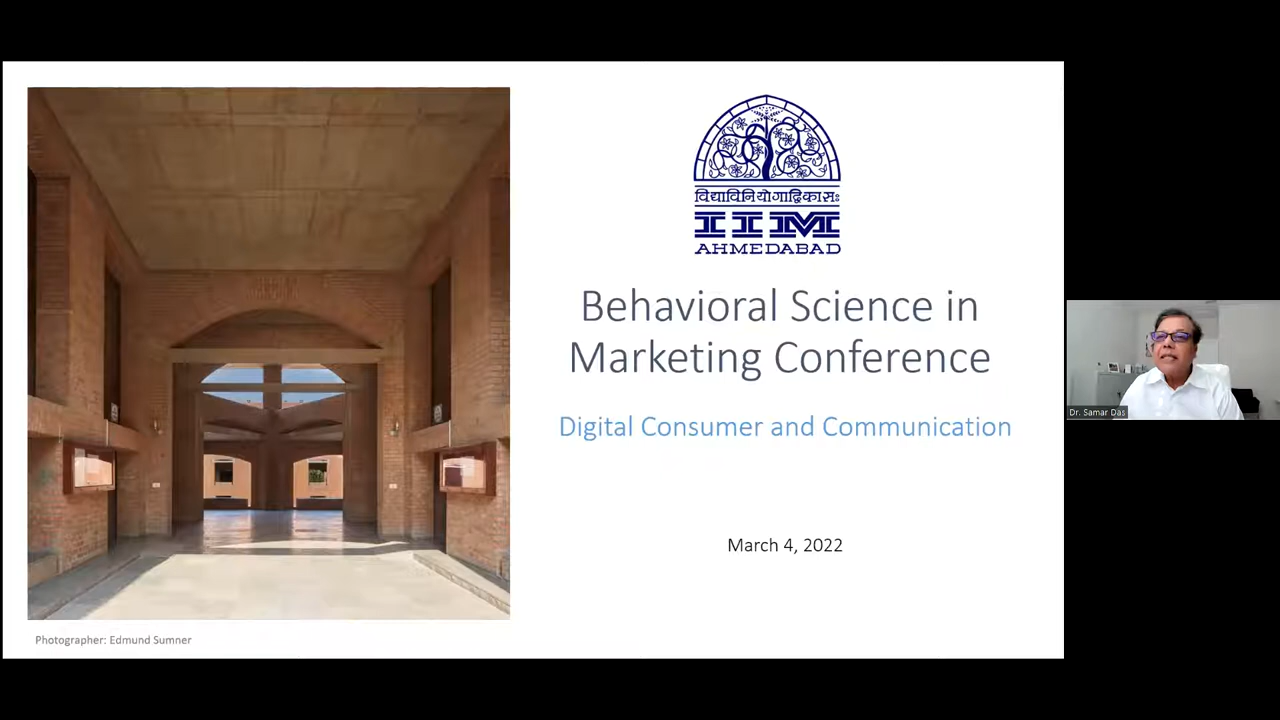 विद्याविनियोगाद्विकासः
IIM
AHMEDABAD
Behavioral Science in
Marketing Conference
Digital Consumer and Communication
March 4, 2022
Photographer: Edmund Sumner
Dr. Samar Das